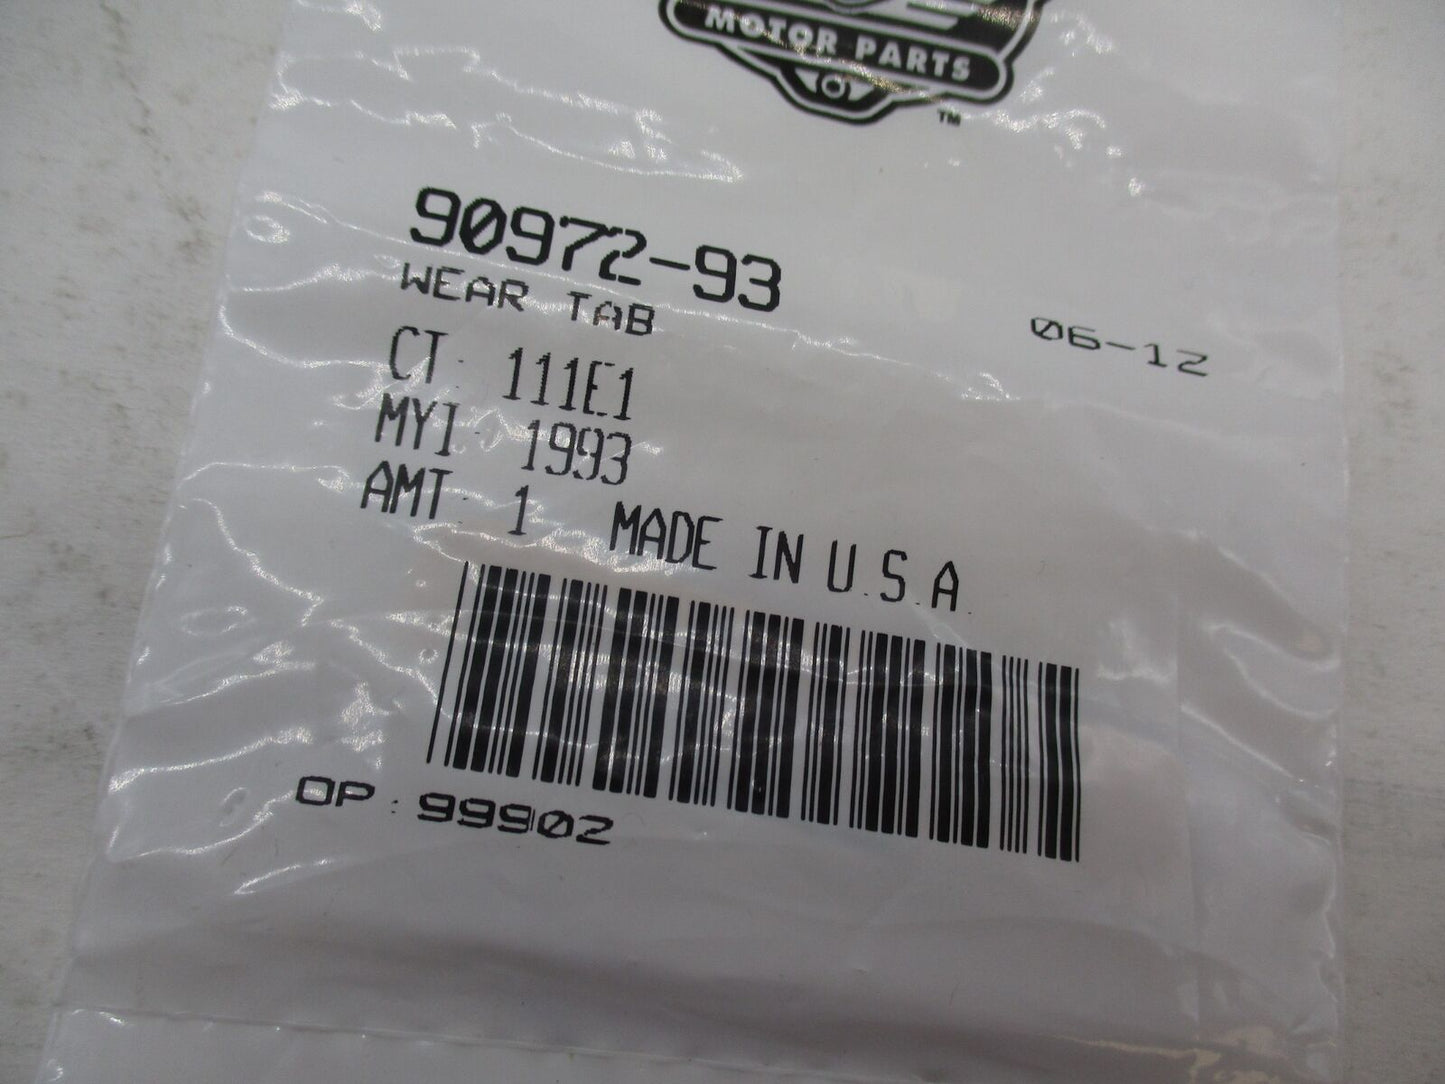 MOTOR PARTS
TM
90972-93
WEAR TAB
06-12
CT: 111E1
MYI: 1993
AMT: 1 MADE IN U.S.A.
OP: 99902